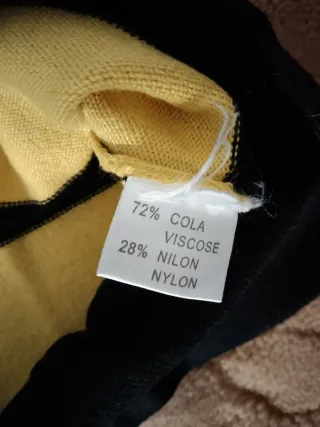 72% COLA
VISCOSE
28% NILON
NYLON